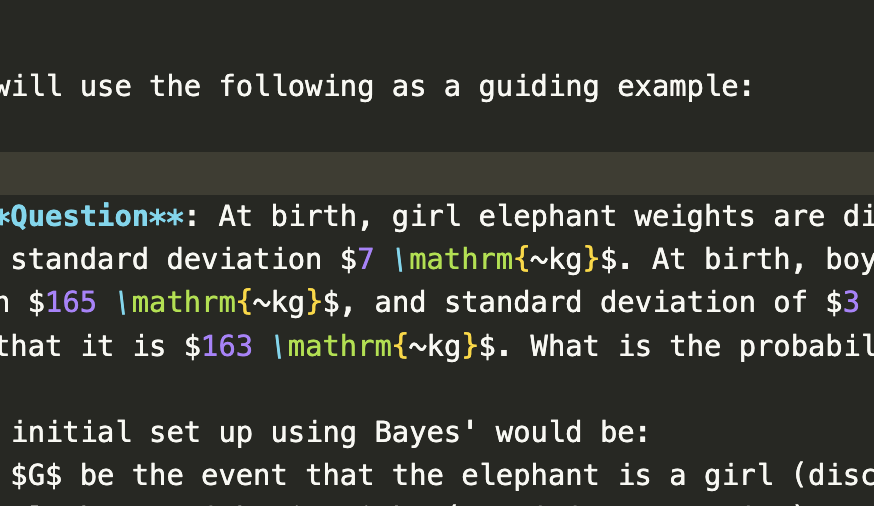 will use the following as a guiding example:
*Question**: At birth, girl elephant weights are di
standard deviation $7 \mathrm{~kg}$. At birth, boy
$165 \mathrm{~kg}$, and standard deviation of $3
that it is $163 \mathrm{~kg}$. What is the probabil
initial set up using Bayes' would be:
$G$ be the event that the elephant is a girl (disc